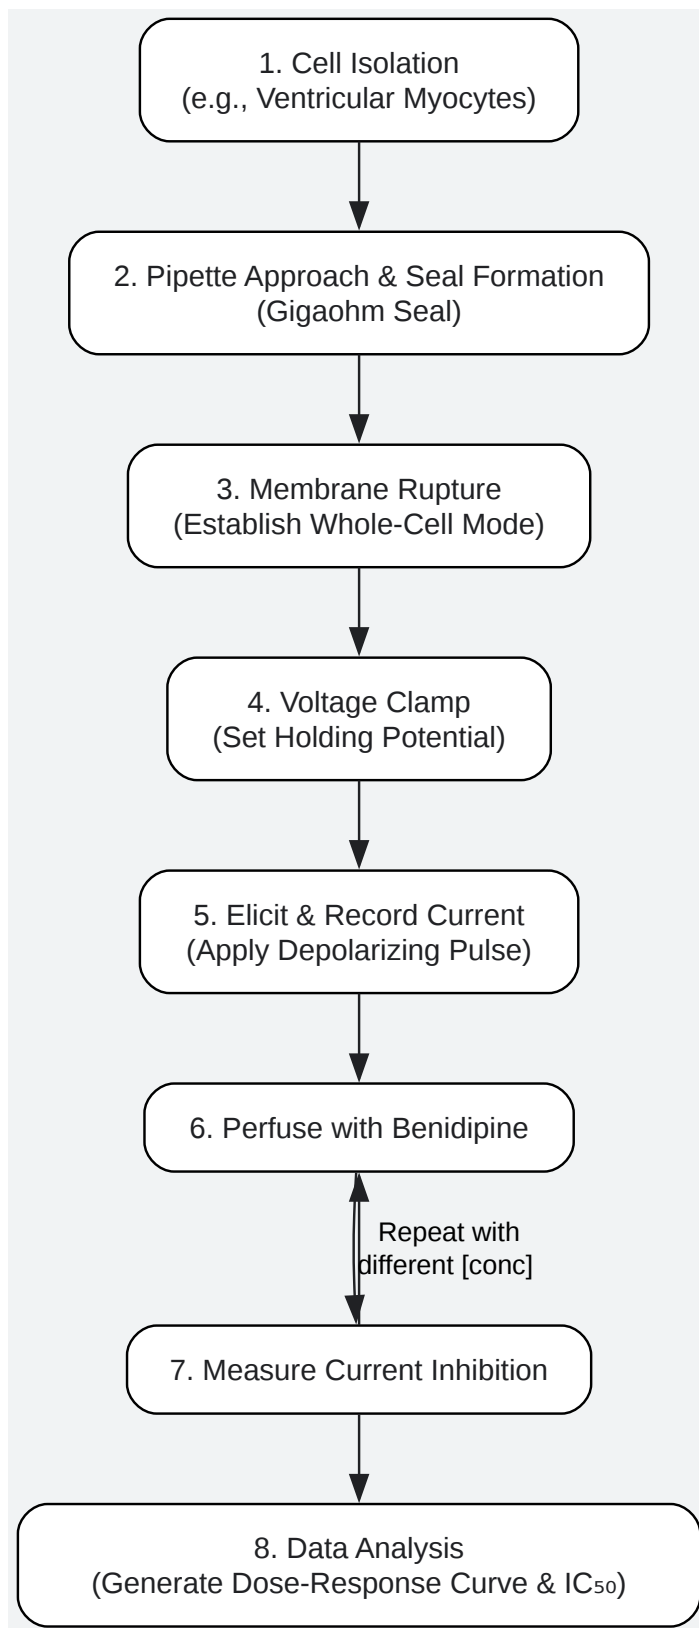 1. Cell Isolation
(e.g., Ventricular Myocytes)
2. Pipette Approach & Seal Formation
(Gigaohm Seal)
3. Membrane Rupture
(Establish Whole-Cell Mode)
4. Voltage Clamp
(Set Holding Potential)
5. Elicit & Record Current
(Apply Depolarizing Pulse)
6. Perfuse with Benidipine
Repeat with
different [conc]
7. Measure Current Inhibition
8. Data Analysis
(Generate Dose-Response Curve & IC₅₀)